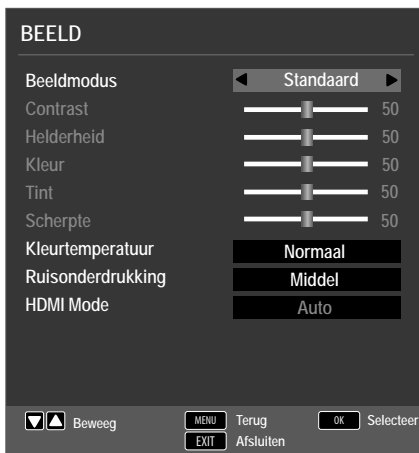 BEELD
Beeldmodus Standaard
Contrast 50
Helderheid 50
Kleur 50
Tint 50
Scherpte 50
Kleurtemperatuur Normaal
Ruisonderdrukking Middel
HDMI Mode Auto
Beweeg MENU Terug OK Selecteer
EXIT Afsluiten